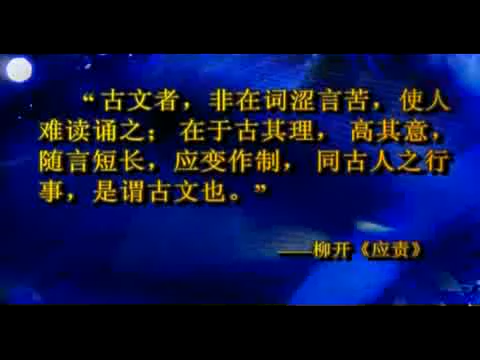 “古文者，非在词涩言苦，使人
难读诵之；在于古其理，高其意，
随言短长，应变作制，同古人之行
事，是谓古文也。”
——柳开《应责》